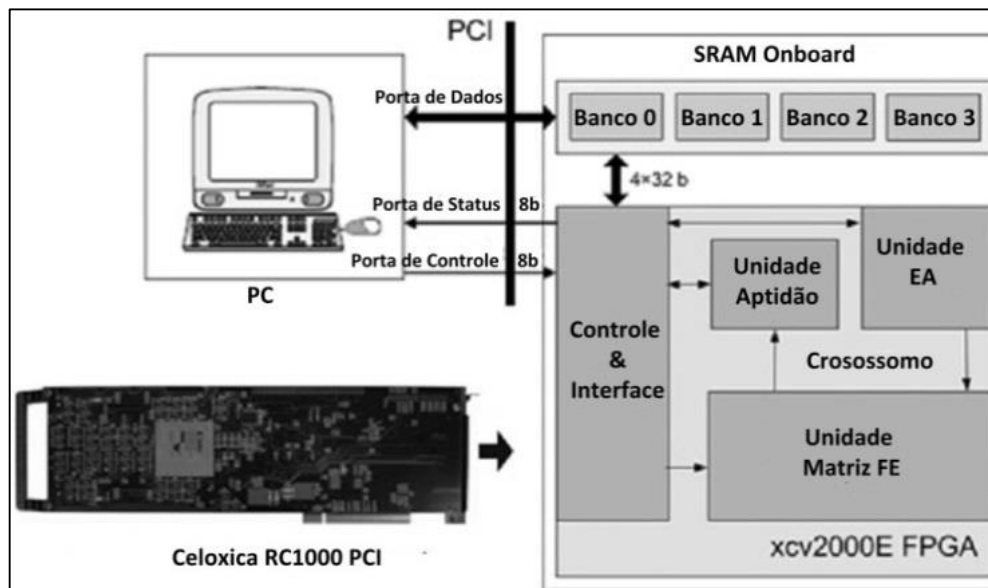 PCI
SRAM Onboard
Porta de Dados
Banco 0
Banco 1
Banco 2
Banco 3
4×32 b
Porta de Status
8b
Porta de Controle
8b
PC
Controle
&
Interface
Unidade
Aptidão
Unidade
EA
Crosossomo
Unidade
Matriz FE
xcv2000E FPGA
Celoxica RC1000 PCI